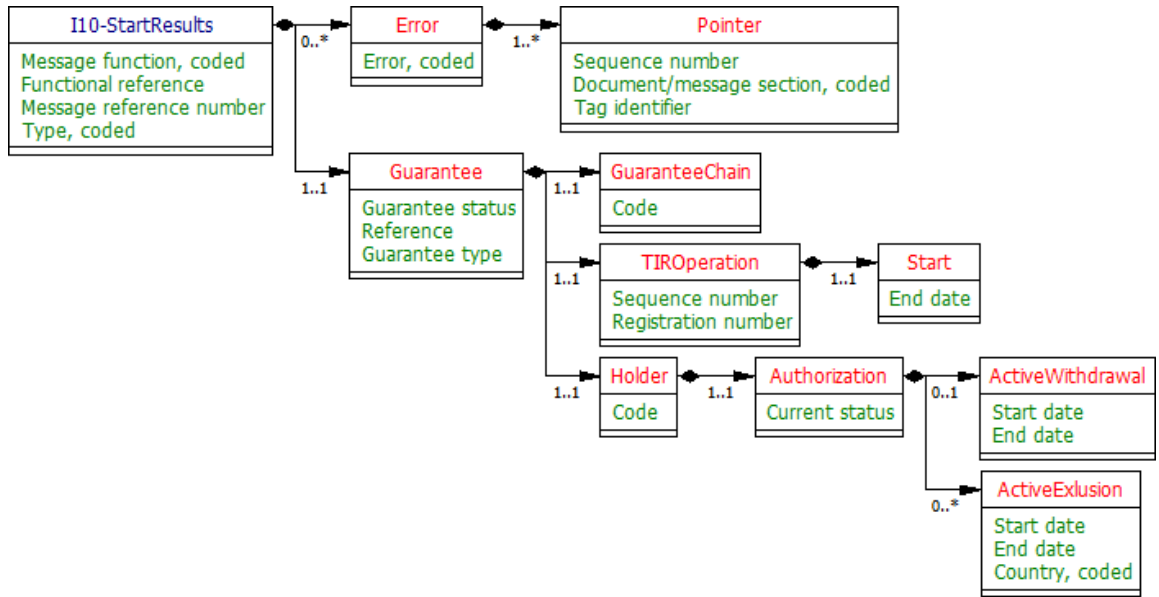 I10-StartResults
Message function, coded
Functional reference
Message reference number
Type, coded
0..*
Error
Error, coded
1..*
Pointer
Sequence number
Document/message section, coded
Tag identifier
1..1
Guarantee
Guarantee status
Reference
Guarantee type
1..1
GuaranteeChain
Code
1..1
TIROperation
Sequence number
Registration number
1..1
Start
End date
1..1
Holder
Code
1..1
Authorization
Current status
0..1
ActiveWithdrawal
Start date
End date
0..*
ActiveExlusion
Start date
End date
Country, coded